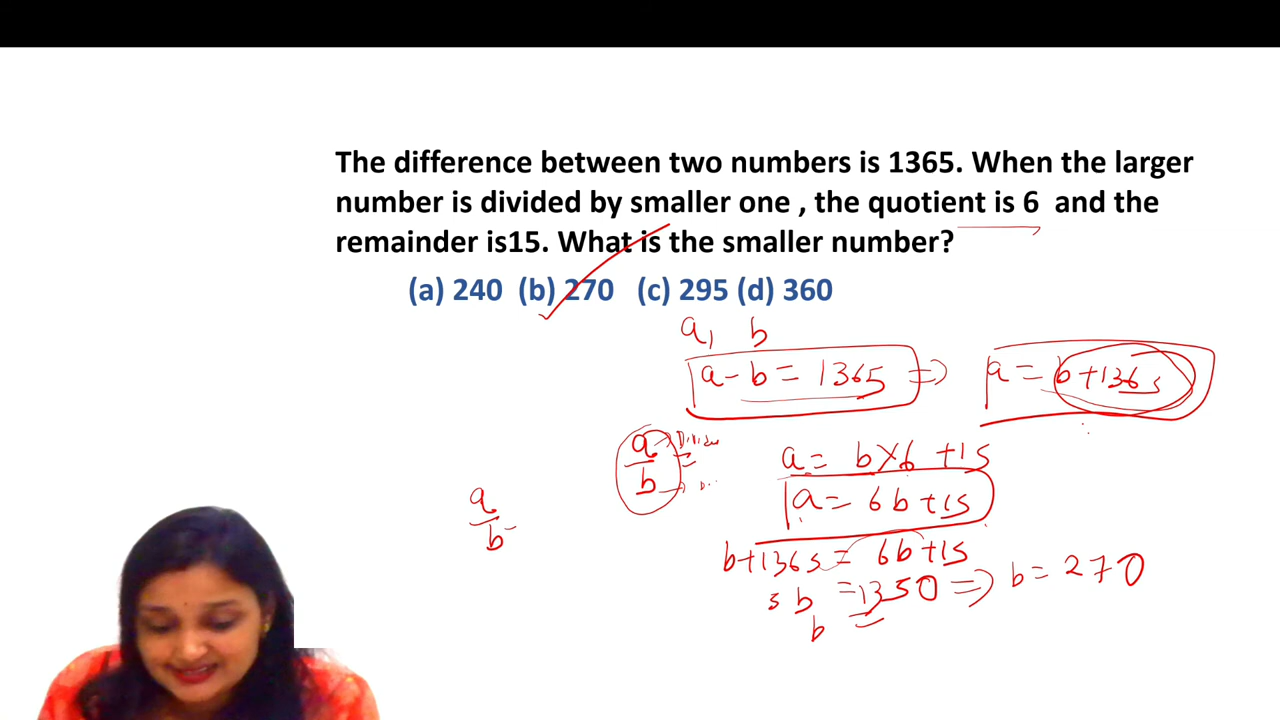 The difference between two numbers is 1365. When the larger
number is divided by smaller one , the quotient is 6 and the
remainder is15. What is the smaller number?
(a) 240 (b) 270 (c) 295 (d) 360
a, b
a - b = 1365 ⇒ a = b + 1365
a/b
a = b × 6 + 15
a = 6b + 15
a/b
b + 1365 = 6b + 15
5b = 1350 ⇒ b = 270
b